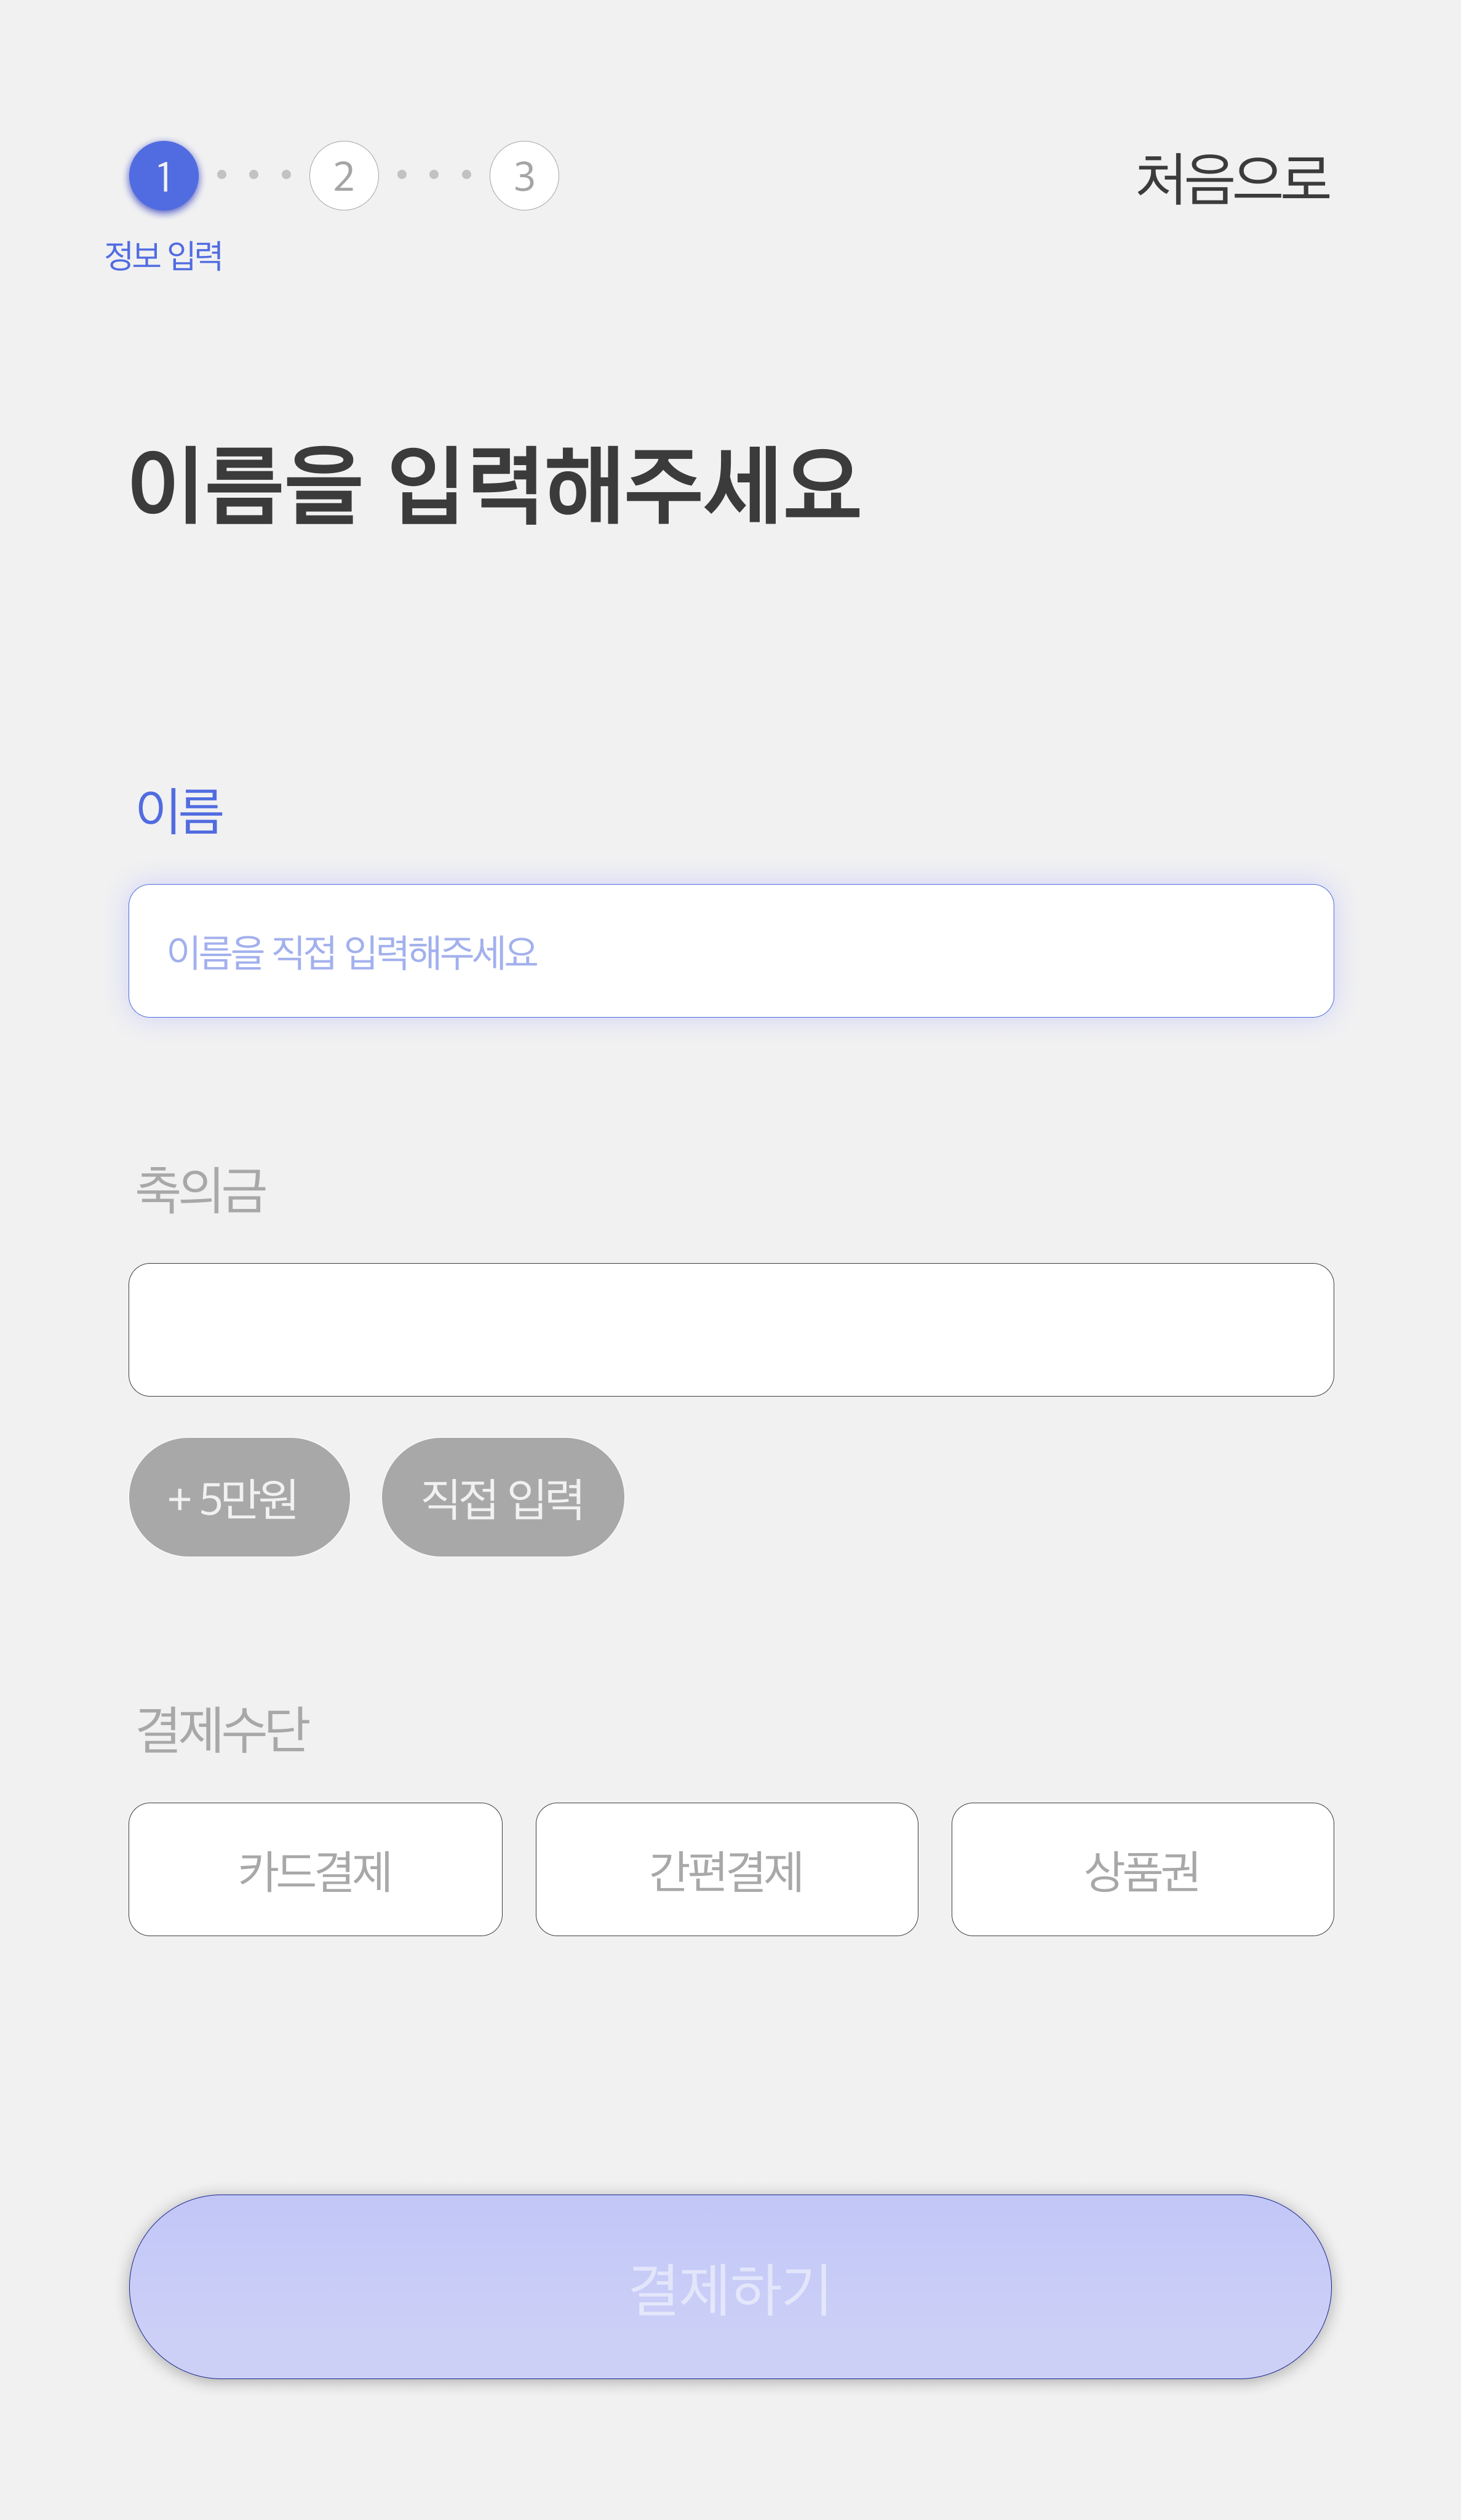 1 2 3
처음으로
정보 입력
이름을 입력해주세요
이름
이름을 직접 입력해주세요
축의금
+ 5만원 직접 입력
결제수단
카드결제 간편결제 상품권
결제하기